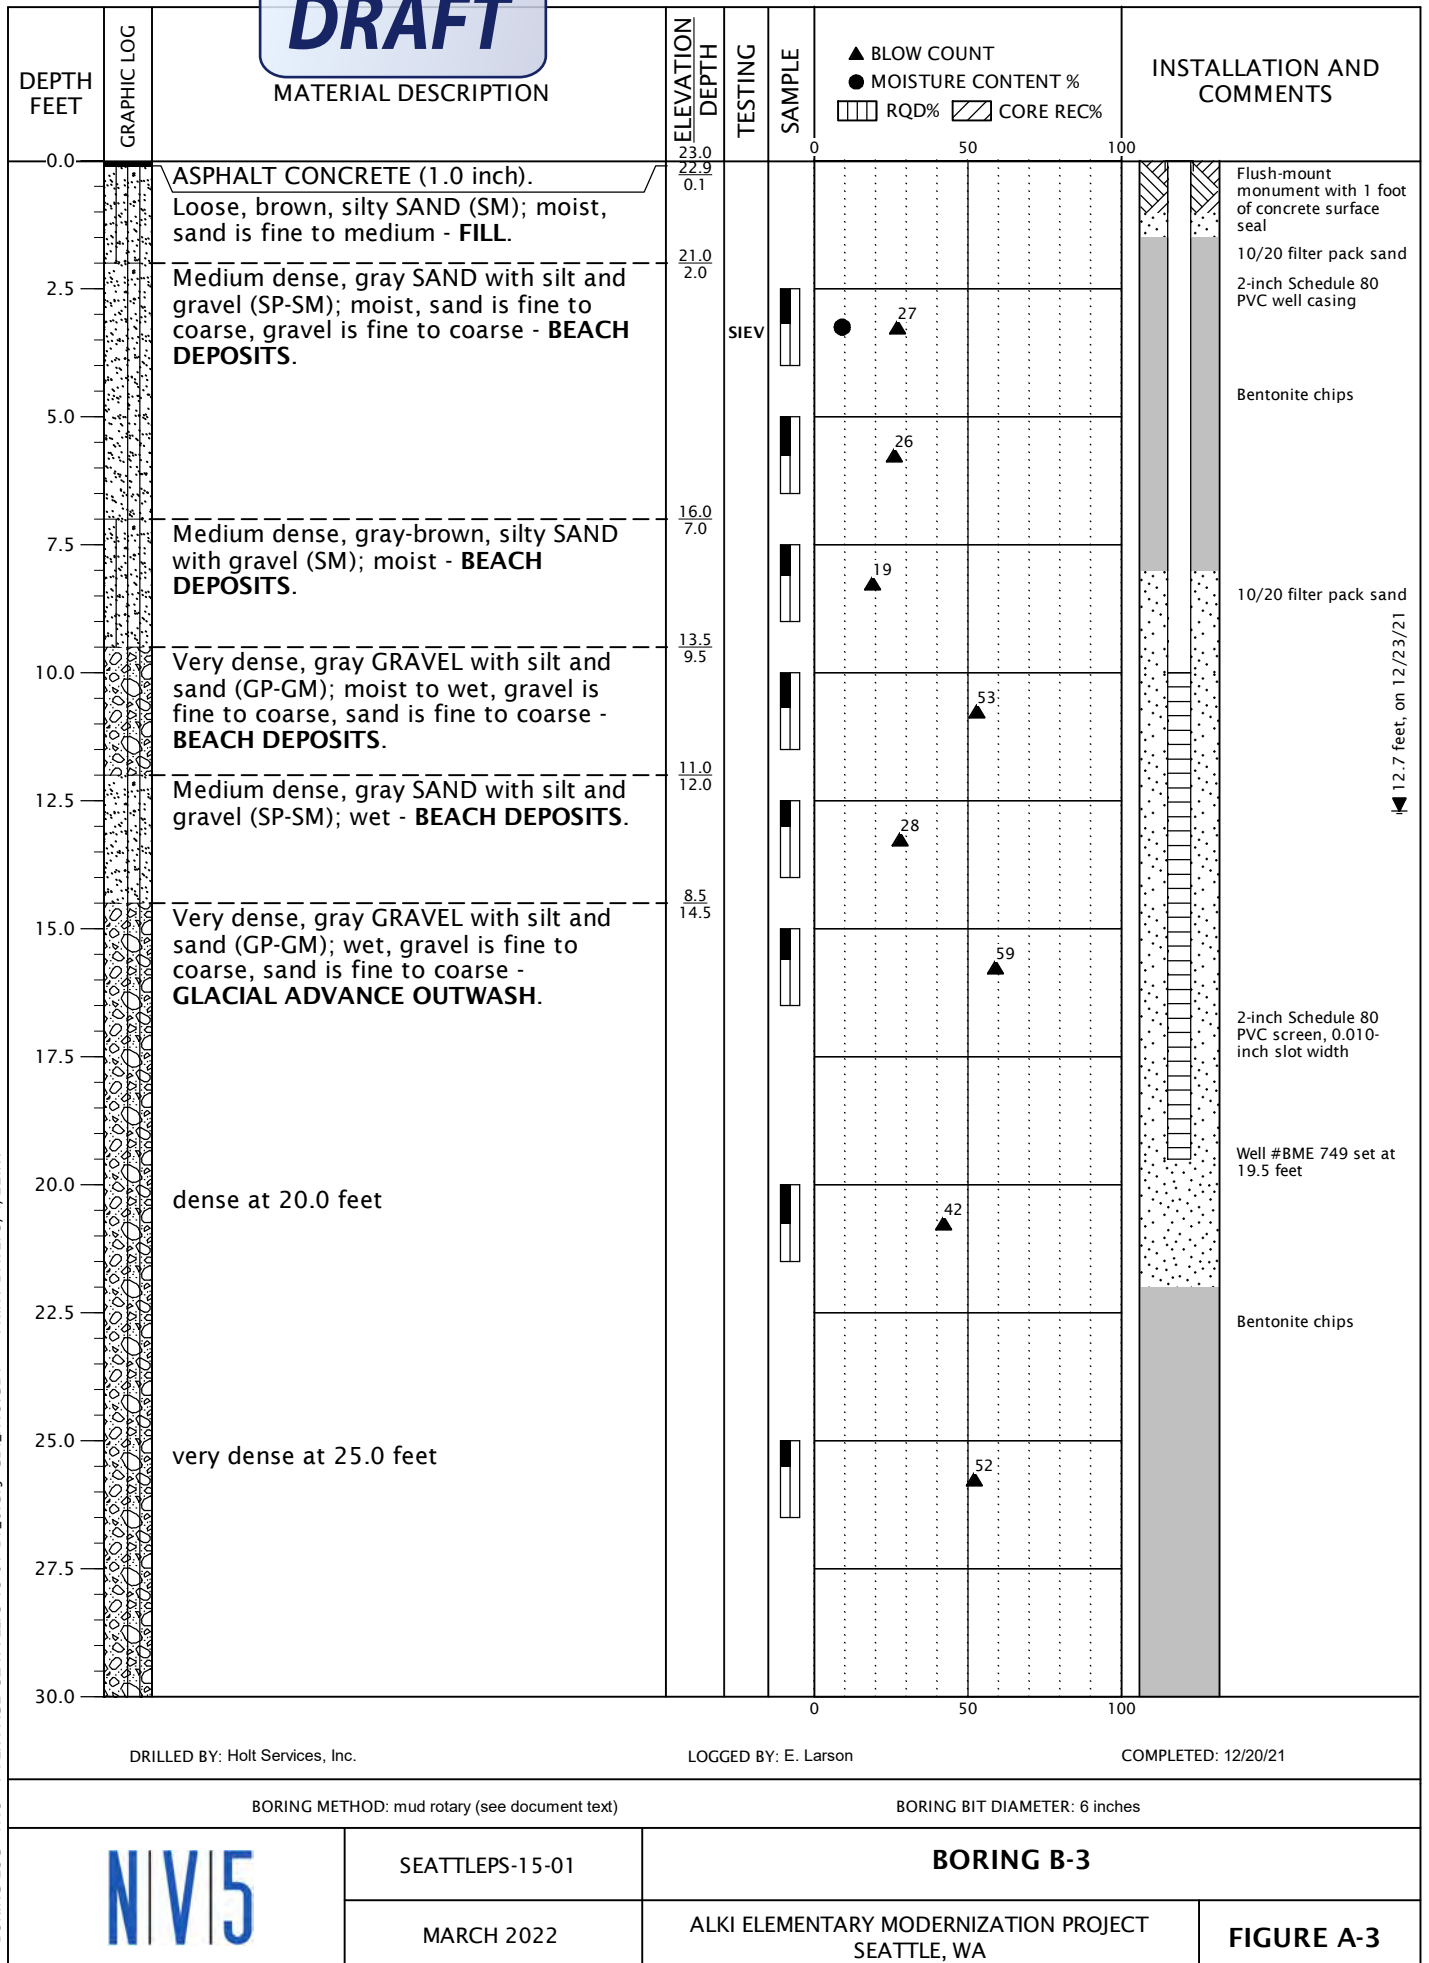 DRAFT
DEPTH
FEET
GRAPHIC LOG
MATERIAL DESCRIPTION
ELEVATION
DEPTH
TESTING
SAMPLE
▲ BLOW COUNT
● MOISTURE CONTENT %
RQD% CORE REC%
INSTALLATION AND
COMMENTS
0 50 100
0.0
23.0
22.9
0.1
ASPHALT CONCRETE (1.0 inch).
Loose, brown, silty SAND (SM); moist,
sand is fine to medium - FILL.
Flush-mount
monument with 1 foot
of concrete surface
seal
21.0
2.0
10/20 filter pack sand
Medium dense, gray SAND with silt and
gravel (SP-SM); moist, sand is fine to
coarse, gravel is fine to coarse - BEACH
DEPOSITS.
2-inch Schedule 80
PVC well casing
2.5
SIEV
27
Bentonite chips
5.0
26
16.0
7.0
Medium dense, gray-brown, silty SAND
with gravel (SM); moist - BEACH
DEPOSITS.
7.5
19
10/20 filter pack sand
13.5
9.5
Very dense, gray GRAVEL with silt and
sand (GP-GM); moist to wet, gravel is
fine to coarse, sand is fine to coarse -
BEACH DEPOSITS.
10.0
53
12.7 feet, on 12/23/21
11.0
12.0
Medium dense, gray SAND with silt and
gravel (SP-SM); wet - BEACH DEPOSITS.
12.5
28
8.5
14.5
Very dense, gray GRAVEL with silt and
sand (GP-GM); wet, gravel is fine to
coarse, sand is fine to coarse -
GLACIAL ADVANCE OUTWASH.
15.0
59
2-inch Schedule 80
PVC screen, 0.010-
inch slot width
17.5
Well #BME 749 set at
19.5 feet
20.0
dense at 20.0 feet
42
22.5
Bentonite chips
25.0
very dense at 25.0 feet
52
27.5
30.0
0 50 100
DRILLED BY: Holt Services, Inc.
LOGGED BY: E. Larson
COMPLETED: 12/20/21
BORING METHOD: mud rotary (see document text)
BORING BIT DIAMETER: 6 inches
N|V|5
SEATTLEPS-15-01
BORING B-3
MARCH 2022
ALKI ELEMENTARY MODERNIZATION PROJECT
SEATTLE, WA
FIGURE A-3